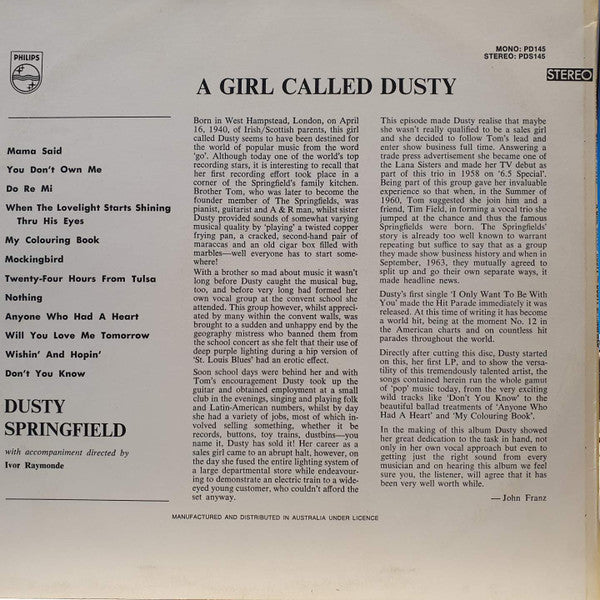 PHILIPS
MONO: PD145
STEREO: PDS145
STEREO
A GIRL CALLED DUSTY
Mama Said
You Don't Own Me
Do Re Mi
When The Lovelight Starts Shining
Thru His Eyes
My Colouring Book
Mockingbird
Twenty-Four Hours From Tulsa
Nothing
Anyone Who Had A Heart
Will You Love Me Tomorrow
Wishin' And Hopin'
Don't You Know
DUSTY
SPRINGFIELD
with accompaniment directed by
Ivor Raymonde
Born in West Hampstead, London, on April
16, 1940, of Irish/Scottish parents, this girl
called Dusty seems to have been destined for
the world of popular music from the word
'go'. Although today one of the world's top
recording stars, it is interesting to recall that
her first recording effort took place in a
corner of the Springfield's family kitchen.
Brother Tom, who was later to become the
founder member of The Springfields, was
pianist, guitarist and A & R man, whilst sister
Dusty provided sounds of somewhat varying
musical quality by 'playing' a twisted copper
frying pan, a cracked, second-hand pair of
maraccas and an old cigar box filled with
marbles—well everyone has to start some-
where!
With a brother so mad about music it wasn't
long before Dusty caught the musical bug,
too, and before very long had formed her
own vocal group at the convent school she
attended. This group however, whilst appreci-
ated by many within the convent walls, was
brought to a sudden and unhappy end by the
geography mistress who banned them from
the school concert as she felt that their use of
deep purple lighting during a hip version of
'St. Louis Blues' had an erotic effect.
Soon school days were behind her and with
Tom's encouragement Dusty took up the
guitar and obtained employment at a small
club in the evenings, singing and playing folk
and Latin-American numbers, whilst by day
she had a variety of jobs, most of which in-
volved selling something, whether it be
records, buttons, toy trains, dustbins—you
name it, Dusty has sold it! Her career as a
sales girl came to an abrupt halt, however, on
the day she fused the entire lighting system of
a large departmental store while endeavour-
ing to demonstrate an electric train to a wide-
eyed young customer, who couldn't afford the
set anyway.
This episode made Dusty realise that maybe
she wasn't really qualified to be a sales girl
and she decided to follow Tom's lead and
enter show business full time. Answering a
trade press advertisement she became one of
the Lana Sisters and made her TV debut as
part of this trio in 1958 on '6.5 Special'.
Being part of this group gave her invaluable
experience so that when, in the Summer of
1960, Tom suggested she join him and a
friend, Tim Field, in forming a vocal trio she
jumped at the chance and thus the famous
Springfields were born. The Springfields'
story is already too well known to warrant
repeating but suffice to say that as a group
they made show business history and when in
September, 1963, they mutually agreed to
split up and go their own separate ways, it
made headline news.
Dusty's first single 'I Only Want To Be With
You' made the Hit Parade immediately it was
released. At this time of writing it has become
a world hit, being at the moment No. 12 in
the American charts and on countless hit
parades throughout the world.
Directly after cutting this disc, Dusty started
on this, her first LP, and to show the versa-
tility of this tremendously talented artist, the
songs contained herein run the whole gamut
of 'pop' music today, from the very exciting
wild tracks like 'Don't You Know' to the
beautiful ballad treatments of 'Anyone Who
Had A Heart' and 'My Colouring Book'.
In the making of this album Dusty showed
her great dedication to the task in hand, not
only in her own vocal approach but even to
getting just the right sound from every
musician and on hearing this album we feel
sure you, the listener, will agree that it has
been very well worth while.
— John Franz
MANUFACTURED AND DISTRIBUTED IN AUSTRALIA UNDER LICENCE